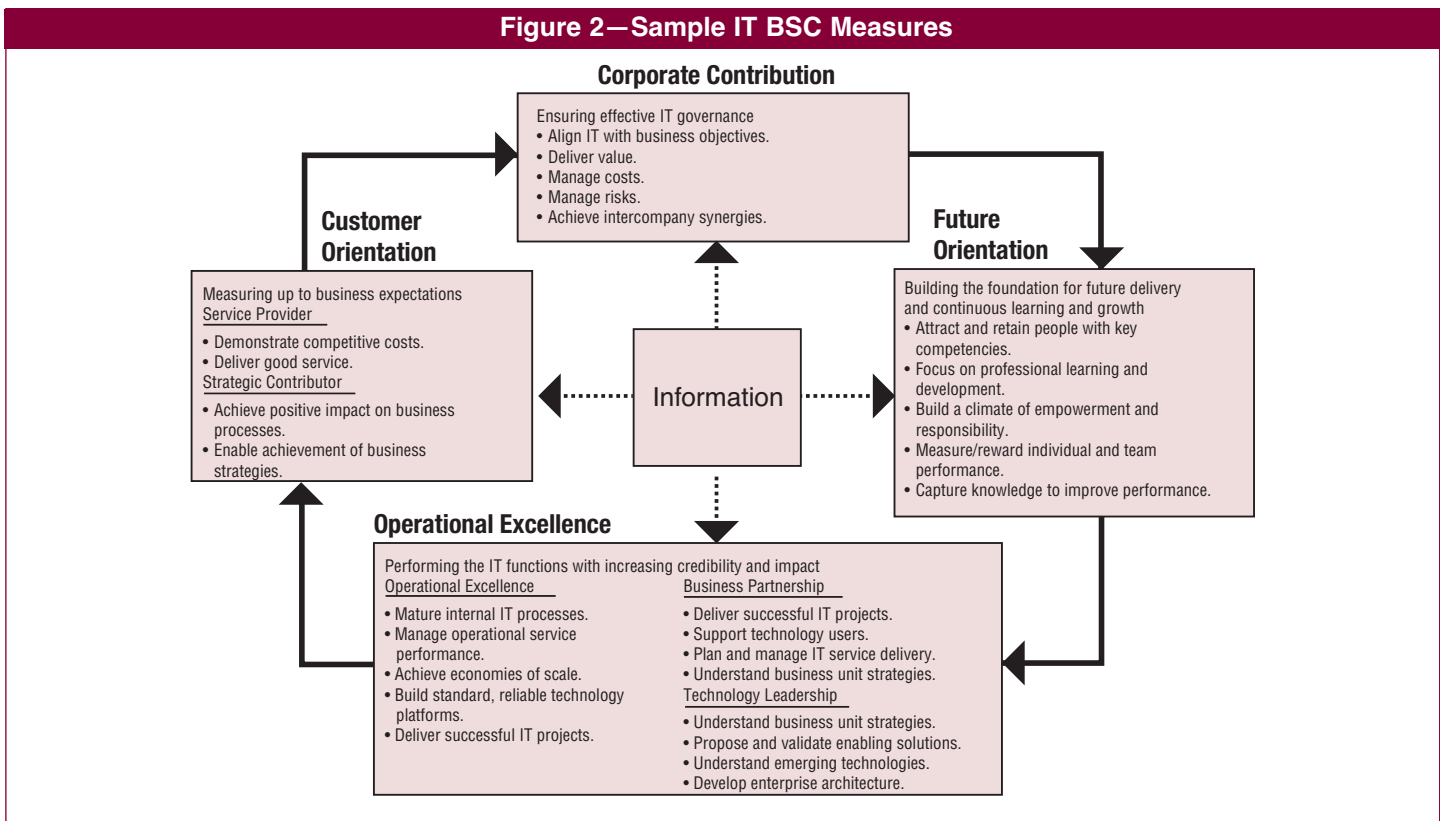 Figure 2—Sample IT BSC Measures
Corporate Contribution
Ensuring effective IT governance
• Align IT with business objectives.
• Deliver value.
• Manage costs.
• Manage risks.
• Achieve intercompany synergies.
Customer
Orientation
Measuring up to business expectations
Service Provider
• Demonstrate competitive costs.
• Deliver good service.
Strategic Contributor
• Achieve positive impact on business
processes.
• Enable achievement of business
strategies.
Information
Future
Orientation
Building the foundation for future delivery
and continuous learning and growth
• Attract and retain people with key
competencies.
• Focus on professional learning and
development.
• Build a climate of empowerment and
responsibility.
• Measure/reward individual and team
performance.
• Capture knowledge to improve performance.
Operational Excellence
Performing the IT functions with increasing credibility and impact
Operational Excellence
• Mature internal IT processes.
• Manage operational service
performance.
• Achieve economies of scale.
• Build standard, reliable technology
platforms.
• Deliver successful IT projects.
Business Partnership
• Deliver successful IT projects.
• Support technology users.
• Plan and manage IT service delivery.
• Understand business unit strategies.
Technology Leadership
• Understand business unit strategies.
• Propose and validate enabling solutions.
• Understand emerging technologies.
• Develop enterprise architecture.